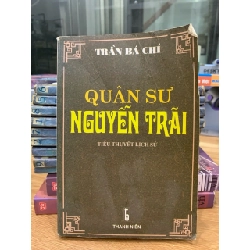 TRẦN BÁ CHÍ
QUÂN SƯ
NGUYỄN TRÃI
TIỂU THUYẾT LỊCH SỬ
THANH NIÊN